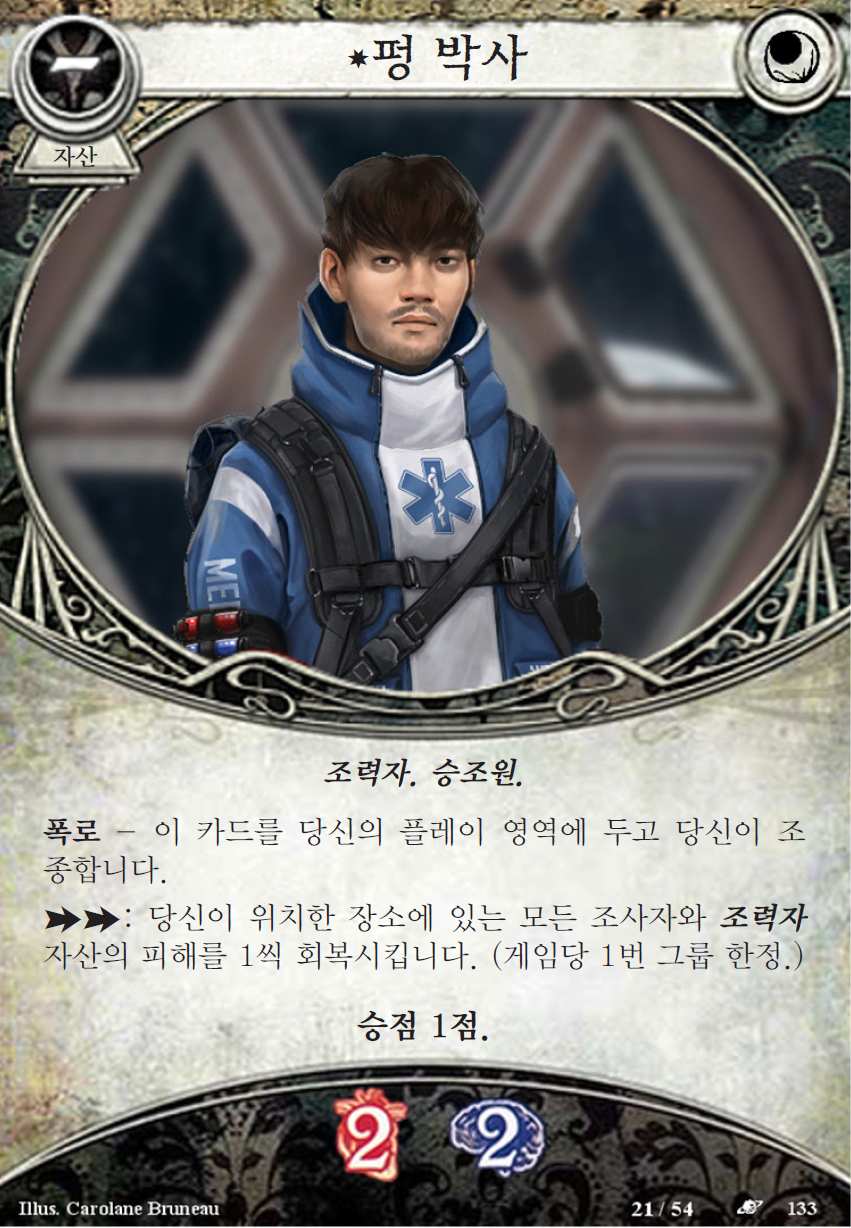 펑 박사
자산
MED
조력자. 승조원.
폭로 – 이 카드를 당신의 플레이 영역에 두고 당신이 조
종합니다.
: 당신이 위치한 장소에 있는 모든 조사자와 조력자
자산의 피해를 1씩 회복시킵니다. (게임당 1번 그룹 한정.)
승점 1점.
2 2
Illus. Carolane Bruneau 21 / 54 133